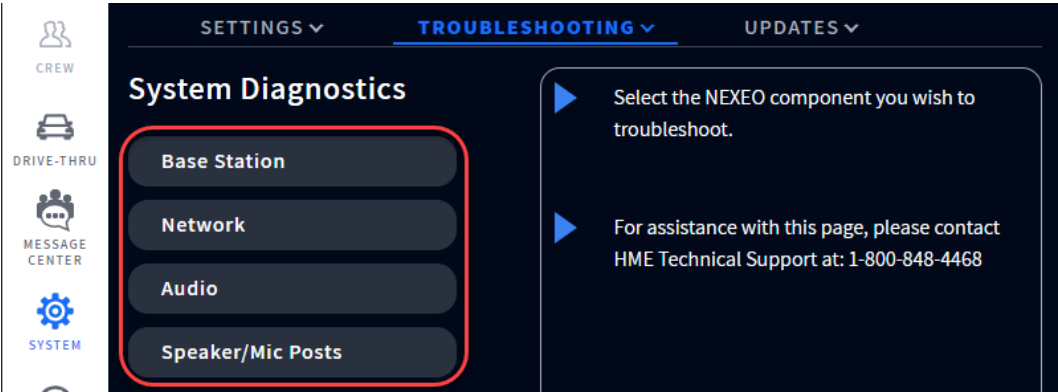 SETTINGS
TROUBLESHOOTING
UPDATES
CREW
DRIVE-THRU
MESSAGE
CENTER
SYSTEM
System Diagnostics
Base Station
Network
Audio
Speaker/Mic Posts
Select the NEXEO component you wish to
troubleshoot.
For assistance with this page, please contact
HME Technical Support at: 1-800-848-4468